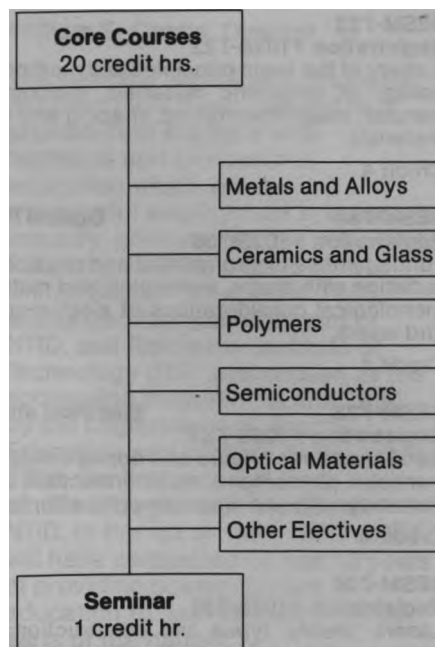 Core Courses
20 credit hrs.
Metals and Alloys
Ceramics and Glass
Polymers
Semiconductors
Optical Materials
Other Electives
Seminar
1 credit hr.